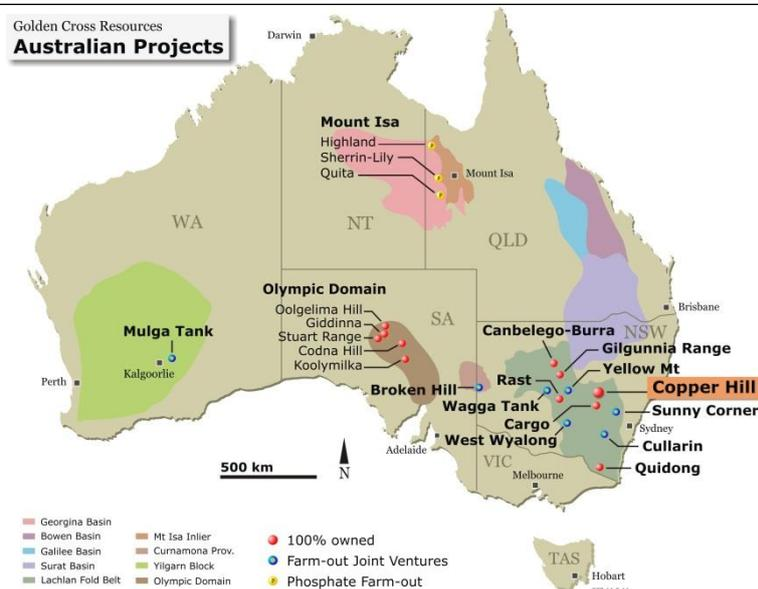 Golden Cross Resources
Australian Projects
Darwin
Mount Isa
Highland
Sherrin-Lily
Quita
Mount Isa
WA
NT
QLD
Olympic Domain
Oolgelima Hill
Giddinna
Stuart Range
Codna Hill
Koolymilka
SA
Brisbane
Mulga Tank
Kalgoorlie
Perth
Canbelego-Burra
NSW
Gilgunnia Range
Yellow Mt
Rast
Broken Hill
Copper Hill
Wagga Tank
Sunny Corner
Cargo
Sydney
West Wyalong
Cullarin
Adelaide
VIC
Quidong
Melbourne
500 km
N
Georgina Basin
Bowen Basin
Galilee Basin
Surat Basin
Lachlan Fold Belt
Mt Isa Inlier
Curnamona Prov.
Yilgarn Block
Olympic Domain
100% owned
Farm-out Joint Ventures
P Phosphate Farm-out
TAS
Hobart